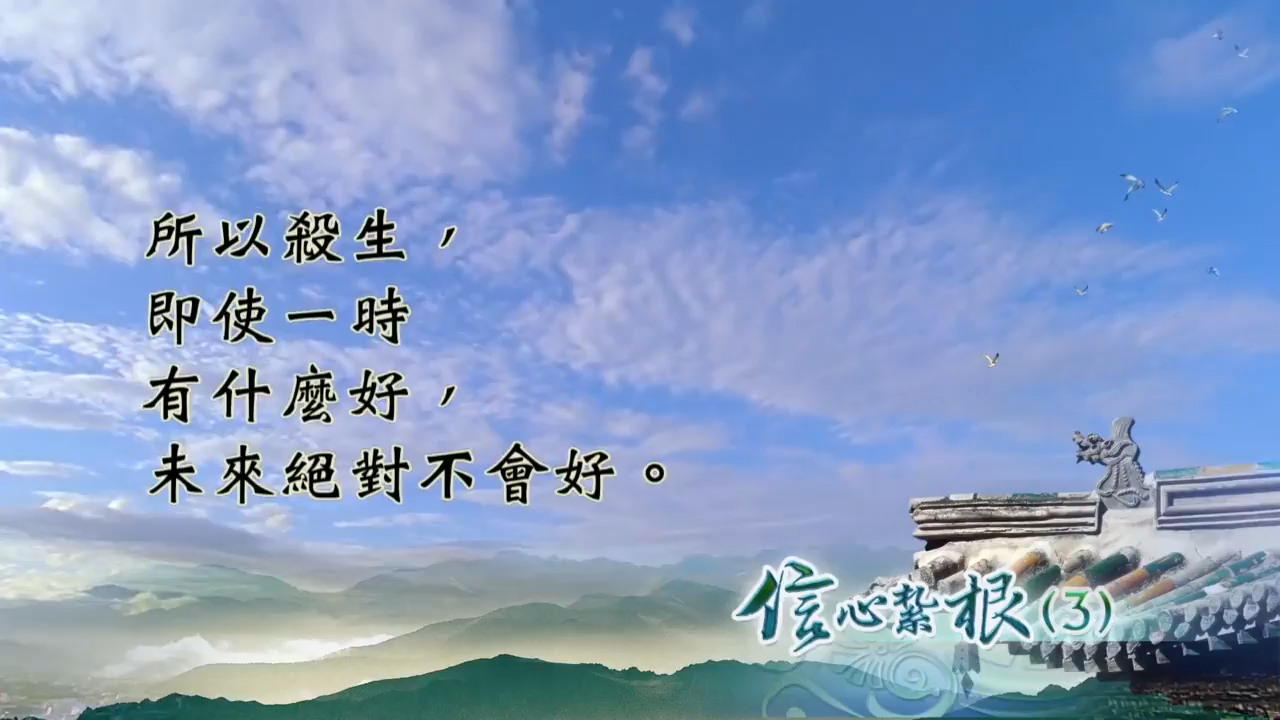 所以殺生，
即使一時
有什麼好，
未來絕對不會好。
信心紮根(3)